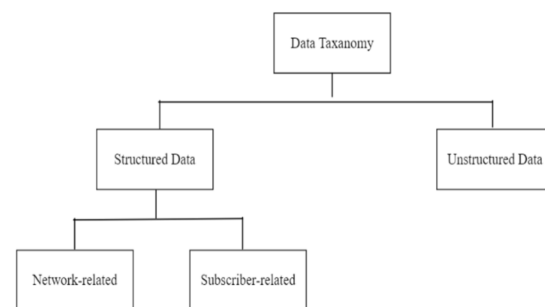 Data Taxanomy
Structured Data
Unstructured Data
Network-related
Subscriber-related